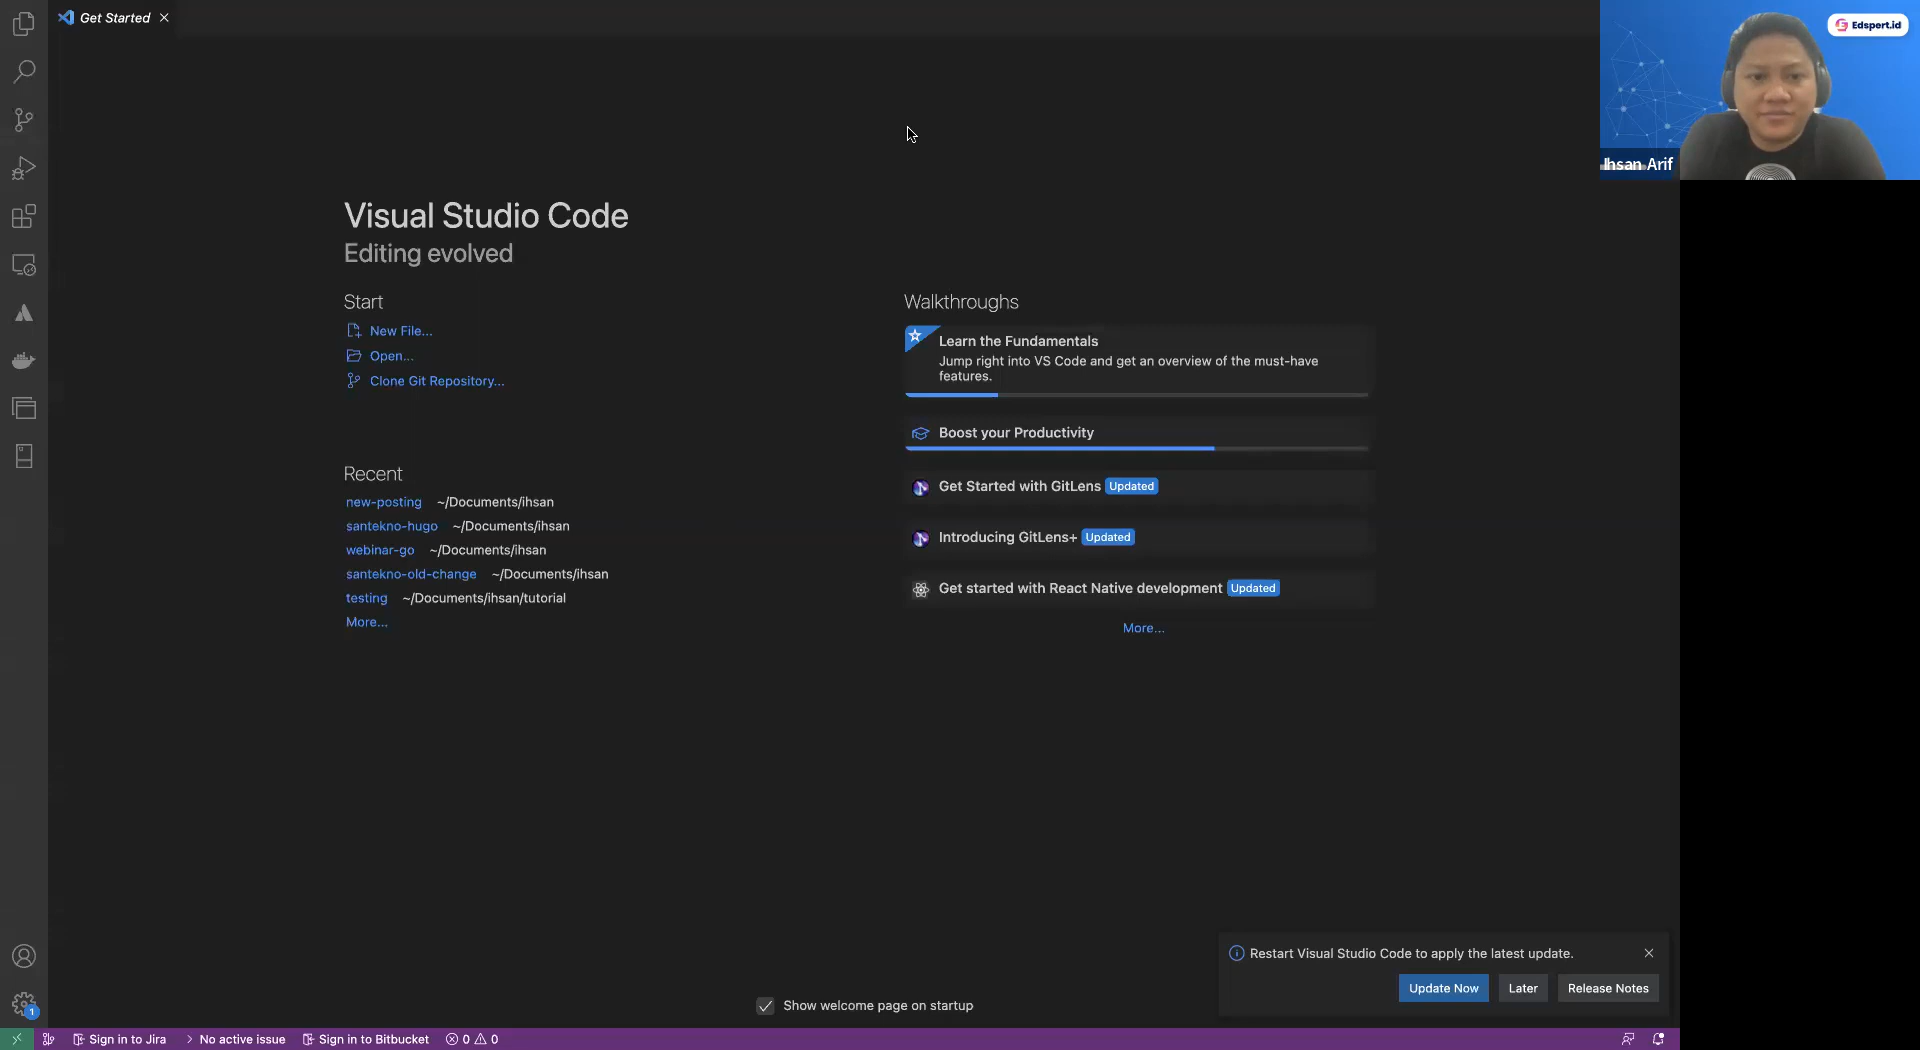 Get Started
Edspert.id
Ihsan Arif
Visual Studio Code
Editing evolved
Start
New File...
Open...
Clone Git Repository...
Recent
new-posting ~/Documents/ihsan
santekno-hugo ~/Documents/ihsan
webinar-go ~/Documents/ihsan
santekno-old-change ~/Documents/ihsan
testing ~/Documents/ihsan/tutorial
More...
Walkthroughs
Learn the Fundamentals
Jump right into VS Code and get an overview of the must-have
features.
Boost your Productivity
Get Started with GitLens Updated
Introducing GitLens+ Updated
Get started with React Native development Updated
More...
Restart Visual Studio Code to apply the latest update.
Update Now Later Release Notes
Show welcome page on startup
1
Sign in to Jira No active issue Sign in to Bitbucket 0 0